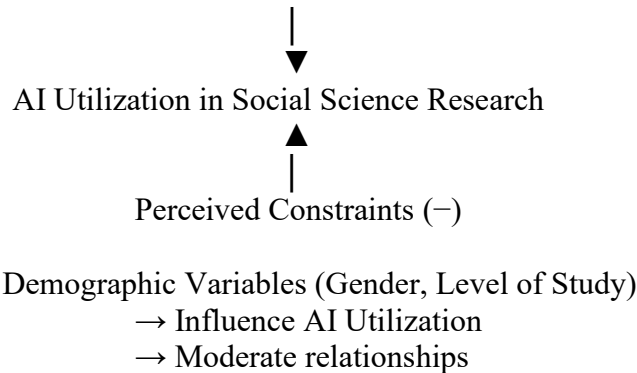 AI Utilization in Social Science Research
Perceived Constraints (−)
Demographic Variables (Gender, Level of Study)
→ Influence AI Utilization
→ Moderate relationships